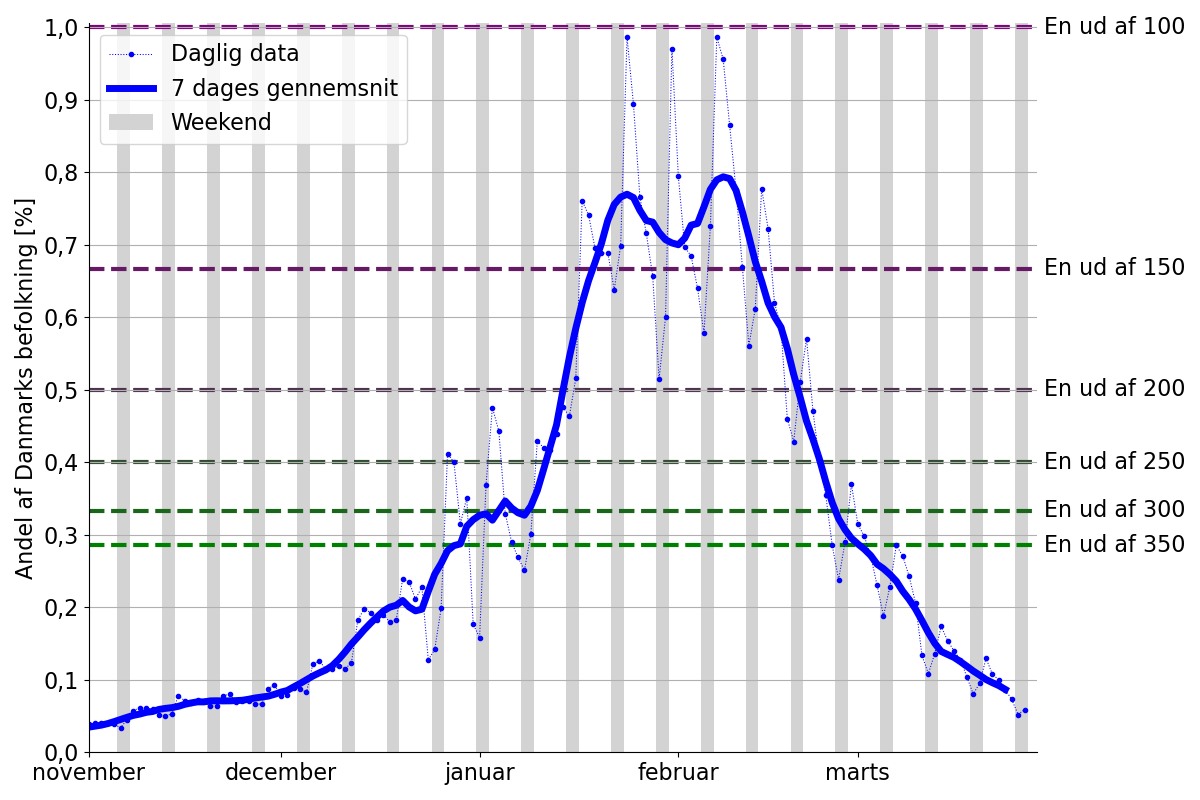 Andel af Danmarks befolkning [%]
1,0
0,9
0,8
0,7
0,6
0,5
0,4
0,3
0,2
0,1
0,0
Daglig data
7 dages gennemsnit
Weekend
En ud af 100
En ud af 150
En ud af 200
En ud af 250
En ud af 300
En ud af 350
november december januar februar marts